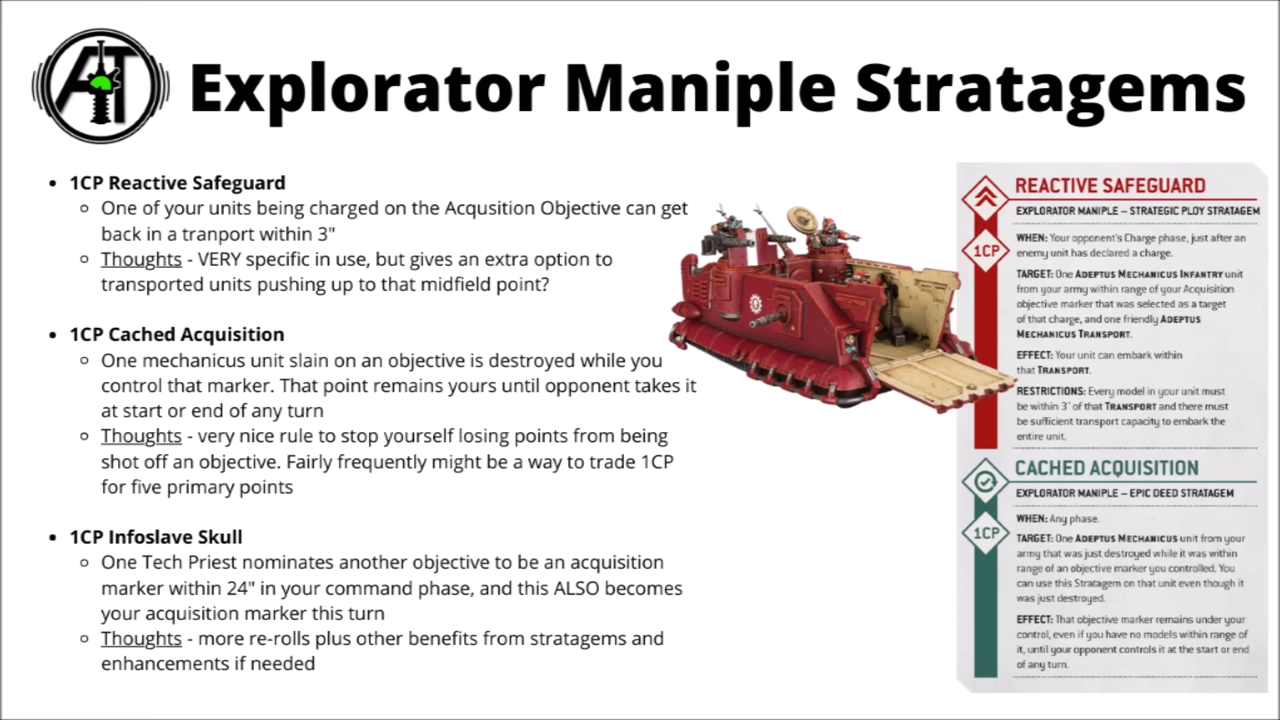 AT
Explorator Maniple Stratagems
• 1CP Reactive Safeguard
○ One of your units being charged on the Acqusition Objective can get
back in a tranport within 3"
○ Thoughts - VERY specific in use, but gives an extra option to
transported units pushing up to that midfield point?
• 1CP Cached Acquisition
○ One mechanicus unit slain on an objective is destroyed while you
control that marker. That point remains yours until opponent takes it
at start or end of any turn
○ Thoughts - very nice rule to stop yourself losing points from being
shot off an objective. Fairly frequently might be a way to trade 1CP
for five primary points
• 1CP Infoslave Skull
○ One Tech Priest nominates another objective to be an acquisition
marker within 24" in your command phase, and this ALSO becomes
your acquisition marker this turn
○ Thoughts - more re-rolls plus other benefits from stratagems and
enhancements if needed
REACTIVE SAFEGUARD
EXPLORATOR MANIPLE – STRATEGIC PLOY STRATAGEM
1CP
WHEN: Your opponent's Charge phase, just after an
enemy unit has declared a charge.
TARGET: One ADEPTUS MECHANICUS INFANTRY unit
from your army within range of your Acquisition
objective marker that was selected as a target
of that charge, and one friendly ADEPTUS
MECHANICUS TRANSPORT.
EFFECT: Your unit can embark within
that TRANSPORT.
RESTRICTIONS: Every model in your unit must
be within 3" of that TRANSPORT and there must
be sufficient transport capacity to embark the
entire unit.
CACHED ACQUISITION
EXPLORATOR MANIPLE – EPIC DEED STRATAGEM
1CP
WHEN: Any phase.
TARGET: One ADEPTUS MECHANICUS unit from your
army that was just destroyed while it was within
range of an objective marker you controlled. You
can use this Stratagem on that unit even though it
was just destroyed.
EFFECT: That objective marker remains under your
control, even if you have no models within range of
it, until your opponent controls it at the start or end
of any turn.